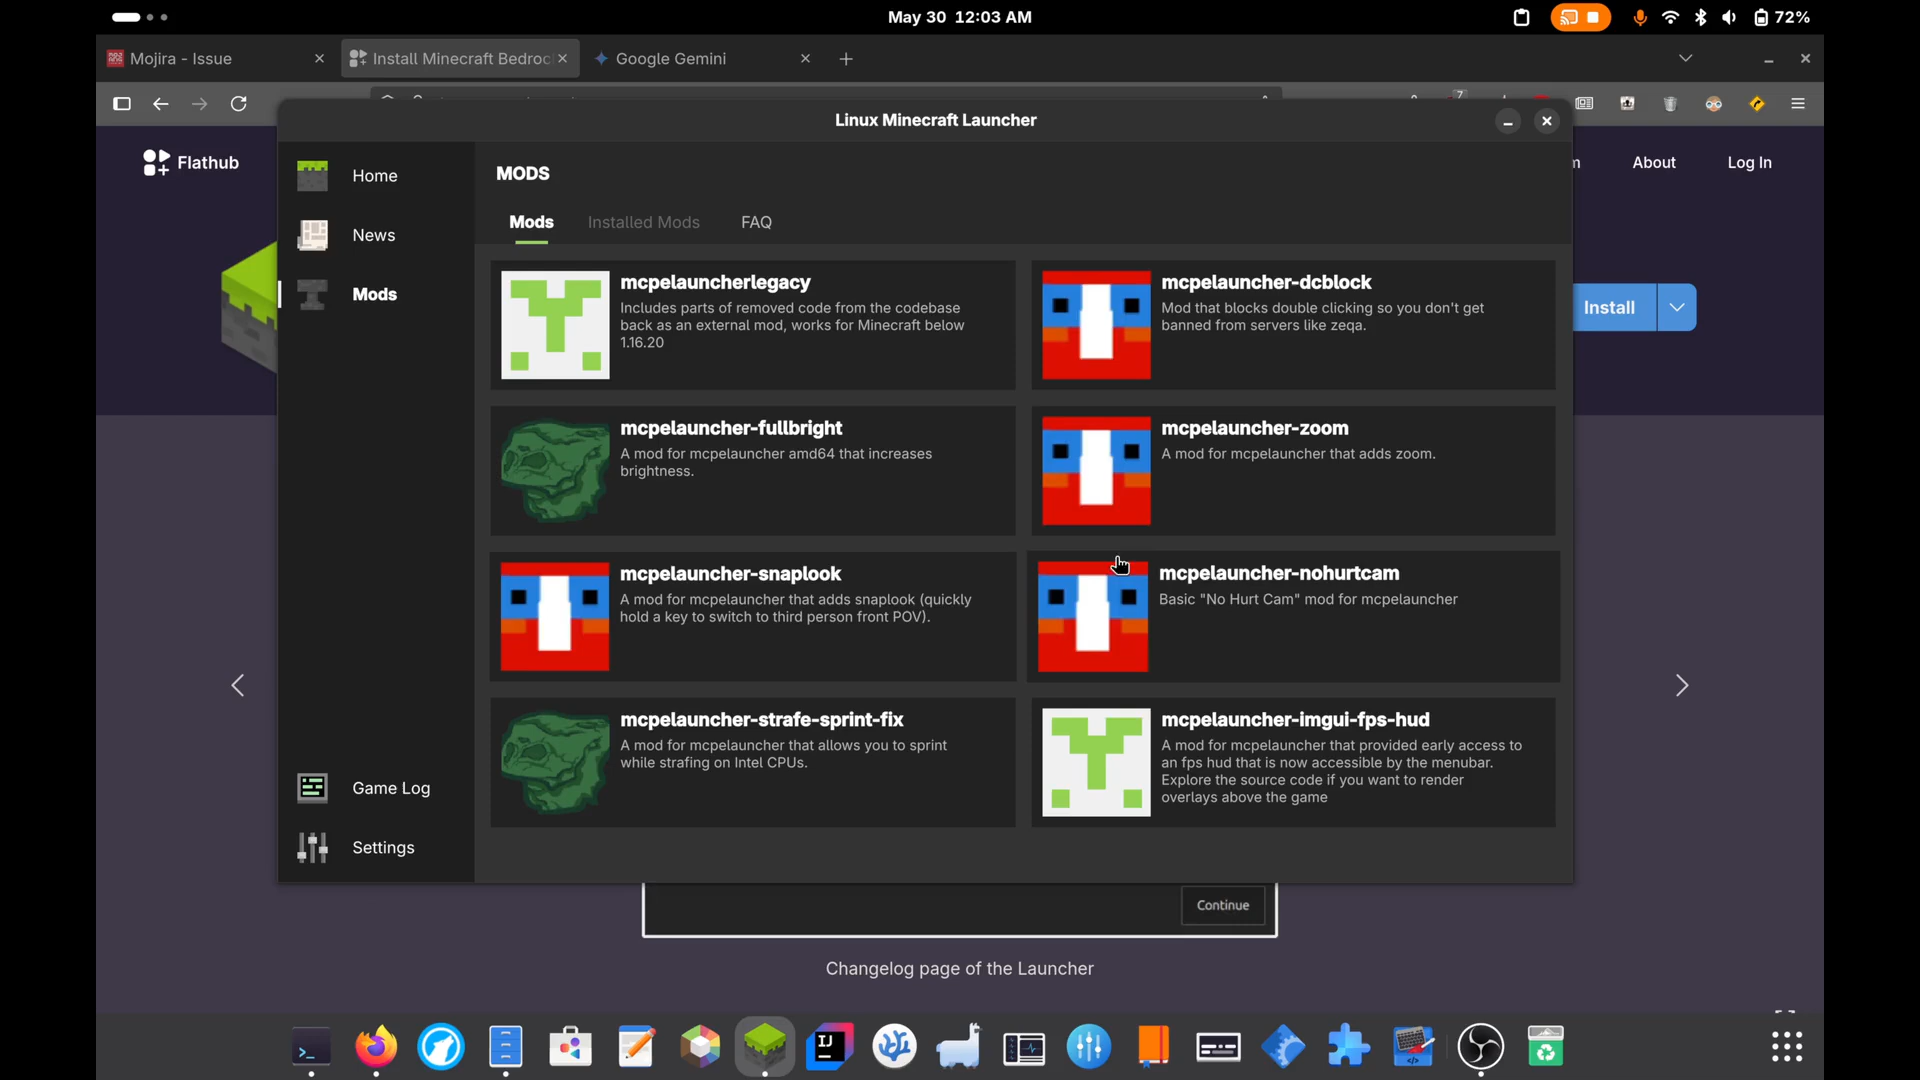 May 30 12:03 AM
72%
Mojira - Issue
Install Minecraft Bedroc
Google Gemini
7
Linux Minecraft Launcher
Flathub
About
Log In
Home
News
Mods
MODS
Mods
Installed Mods
FAQ
mcpelauncherlegacy
Includes parts of removed code from the codebase
back as an external mod, works for Minecraft below
1.16.20
mcpelauncher-dcblock
Mod that blocks double clicking so you don't get
banned from servers like zeqa.
Install
mcpelauncher-fullbright
A mod for mcpelauncher amd64 that increases
brightness.
mcpelauncher-zoom
A mod for mcpelauncher that adds zoom.
mcpelauncher-snaplook
A mod for mcpelauncher that adds snaplook (quickly
hold a key to switch to third person front POV).
mcpelauncher-nohurtcam
Basic "No Hurt Cam" mod for mcpelauncher
mcpelauncher-strafe-sprint-fix
A mod for mcpelauncher that allows you to sprint
while strafing on Intel CPUs.
mcpelauncher-imgui-fps-hud
A mod for mcpelauncher that provided early access to
an fps hud that is now accessible by the menubar.
Explore the source code if you want to render
overlays above the game
Game Log
Settings
Continue
Changelog page of the Launcher
IJ